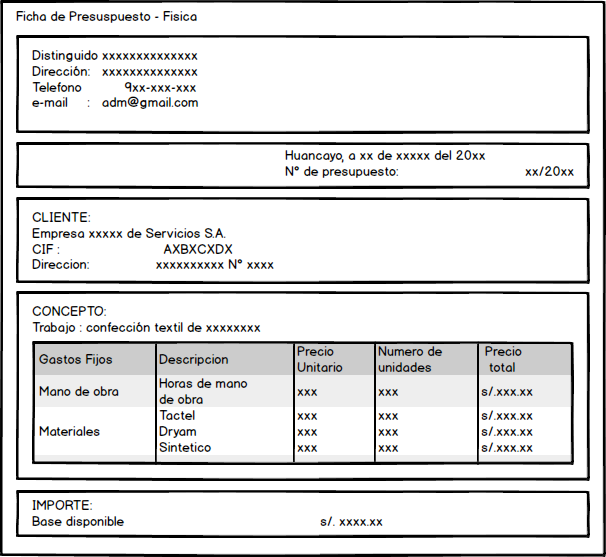 Ficha de Presuspuesto - Fisica
Distinguido xxxxxxxxxxxxxx
Dirección: xxxxxxxxxxxxxx
Telefono 9xx-xxx-xxx
e-mail : adm@gmail.com
Huancayo, a xx de xxxxx del 20xx
N° de presupuesto: xx/20xx
CLIENTE:
Empresa xxxxx de Servicios S.A.
CIF : AXBXCXDX
Direccion: xxxxxxxxxx N° xxxx
CONCEPTO:
Trabajo : confección textil de xxxxxxxx
Gastos Fijos Descripcion Precio Unitario Numero de unidades Precio total
Mano de obra Horas de mano de obra xxx xxx s/.xxx.xx
Tactel xxx xxx s/.xxx.xx
Materiales Dryam xxx xxx s/.xxx.xx
Sintetico xxx xxx s/.xxx.xx
IMPORTE:
Base disponible s/. xxxx.xx